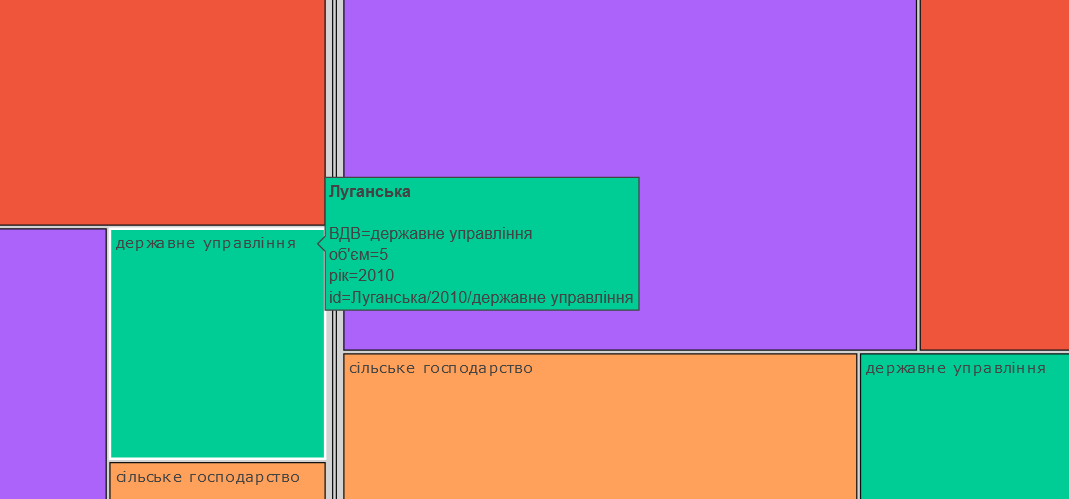 державне управління
Луганська
ВДВ=державне управління
об'єм=5
рік=2010
id=Луганська/2010/державне управління
сільське господарство
державне управління
сільське господарство